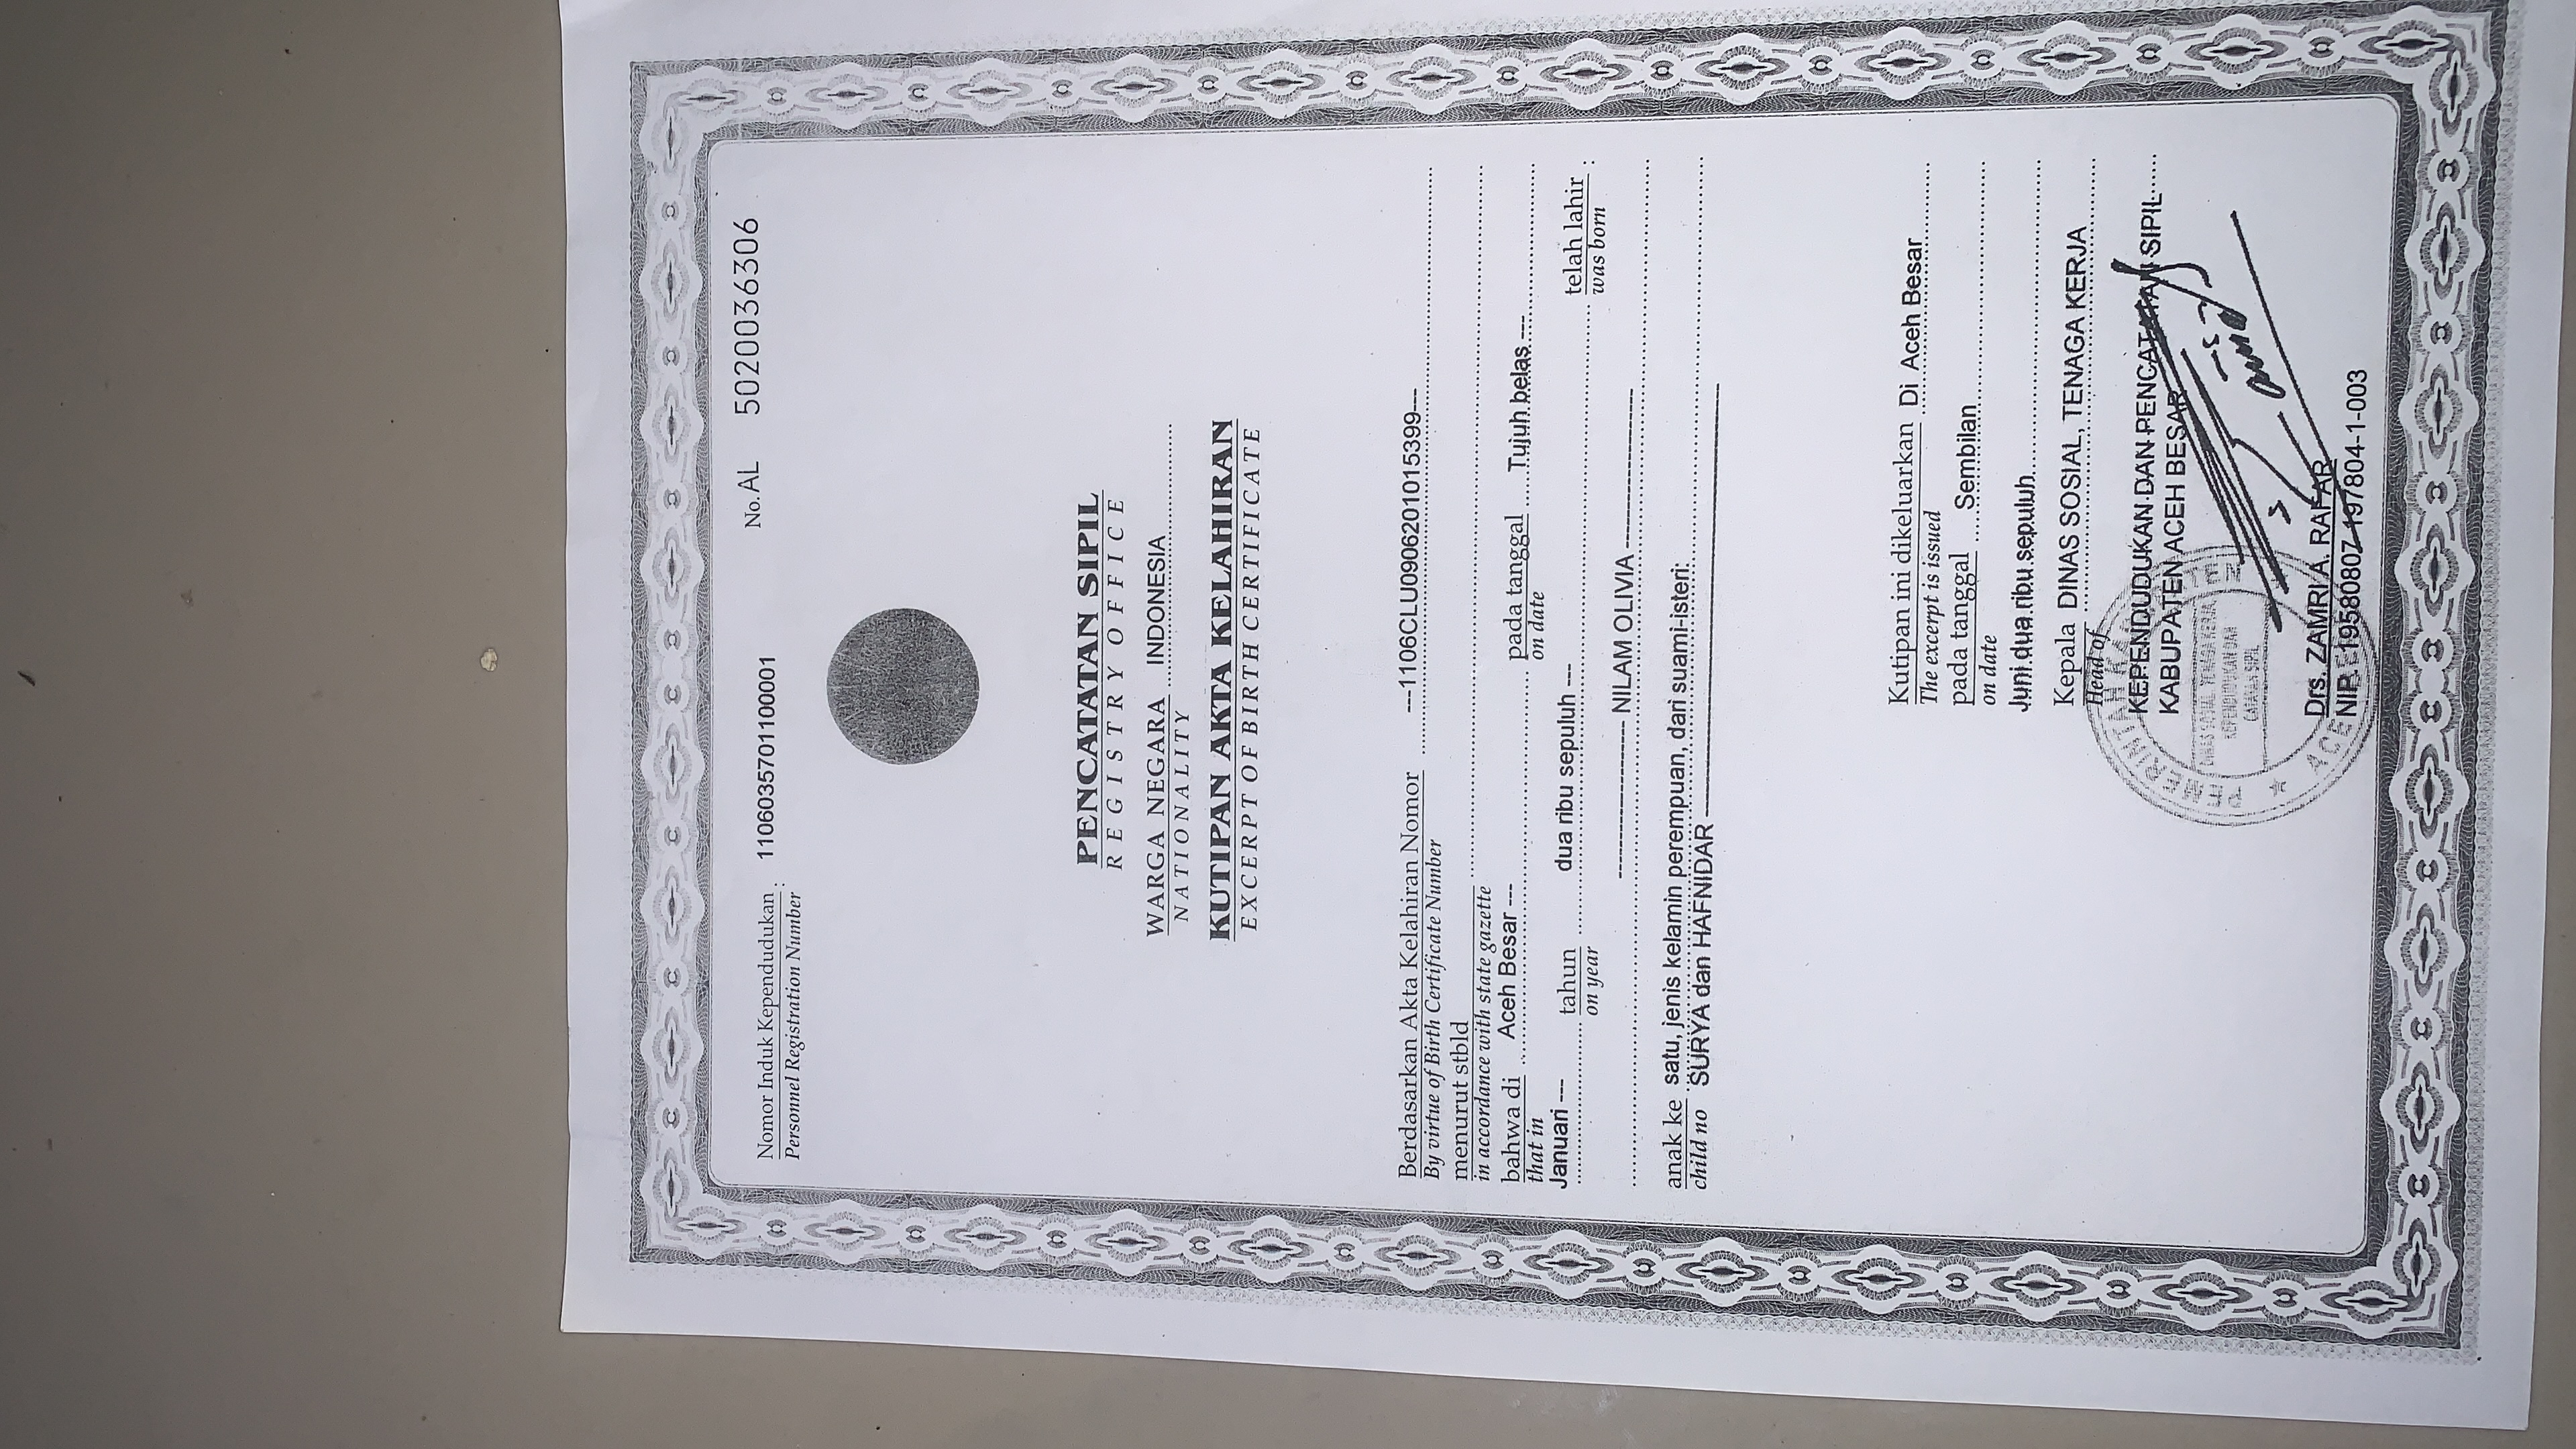 No. AL 5020036306
Nomor Induk Kependudukan : 1106035701100001
Personnel Registration Number
PENCATATAN SIPIL
REGISTRY OFFICE
WARGA NEGARA INDONESIA
NATIONALITY
KUTIPAN AKTA KELAHIRAN
EXCERPT OF BIRTH CERTIFICATE
Berdasarkan Akta Kelahiran Nomor ---1106CLU0906201015399---
By virtue of Birth Certificate Number
menurut stbld
in accordance with state gazette
bahwa di Aceh Besar --- pada tanggal Tujuh belas ---
that in on date
Januari --- tahun dua ribu sepuluh --- telah lahir :
on year was born
-------------------- NILAM OLIVIA --------------------
anak ke satu, jenis kelamin perempuan, dari suami-isteri:
child no SURYA dan HAFNIDAR
Kutipan ini dikeluarkan Di Aceh Besar
The excerpt is issued
pada tanggal Sembilan
on date
Juni dua ribu sepuluh
Kepala DINAS SOSIAL, TENAGA KERJA
Head of
KEPENDUDUKAN DAN PENCATATAN SIPIL
KABUPATEN ACEH BESAR
PEMERINTAH
DINAS SOSIAL, TENAGA KERJA
KEPENDUDUKAN DAN
CATATAN SIPIL
Drs. ZAMRI A. RAFAR
NIP. 19580807 197804-1-003